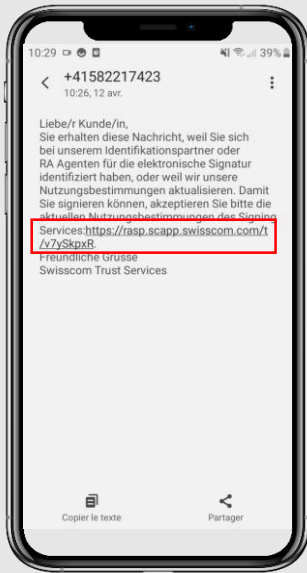 10:29 39%
+41582217423
10:26, 12 avr.
Liebe/r Kunde/in,
Sie erhalten diese Nachricht, weil Sie sich
bei unserem Identifikationspartner oder
RA Agenten für die elektronische Signatur
identifiziert haben, oder weil wir unsere
Nutzungsbestimmungen aktualisieren. Damit
Sie signieren können, akzeptieren Sie bitte die
aktuellen Nutzungsbestimmungen des Signing
Services:https://rasp.scapp.swisscom.com/t
/v7ySkpxR.
Freundliche Grüsse
Swisscom Trust Services
Copier le texte
Partager